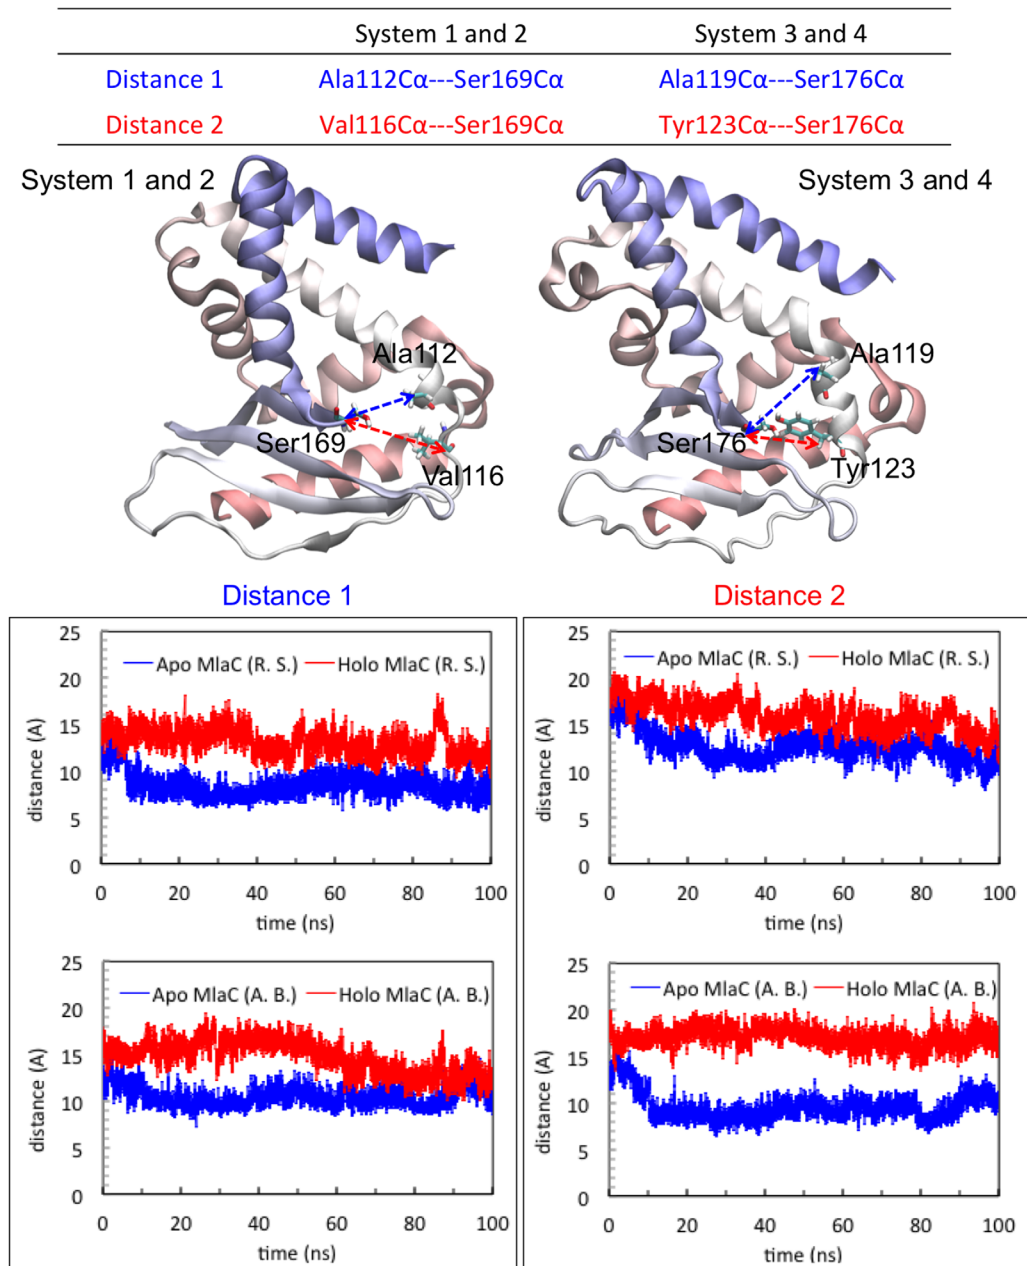 System 1 and 2 System 3 and 4
Distance 1 Ala112Cα---Ser169Cα Ala119Cα---Ser176Cα
Distance 2 Val116Cα---Ser169Cα Tyr123Cα---Ser176Cα
System 1 and 2
System 3 and 4
Ala112
Ser169
Val116
Ala119
Ser176
Tyr123
Distance 1
Distance 2
25
20
15
10
5
0
distance (A)
Apo MlaC (R. S.) Holo MlaC (R. S.)
0 20 40 60 80 100
time (ns)
25
20
15
10
5
0
distance (A)
Apo MlaC (R. S.) Holo MlaC (R. S.)
0 20 40 60 80 100
time (ns)
25
20
15
10
5
0
distance (A)
Apo MlaC (A. B.) Holo MlaC (A. B.)
0 20 40 60 80 100
time (ns)
25
20
15
10
5
0
distance (A)
Apo MlaC (A. B.) Holo MlaC (A. B.)
0 20 40 60 80 100
time (ns)